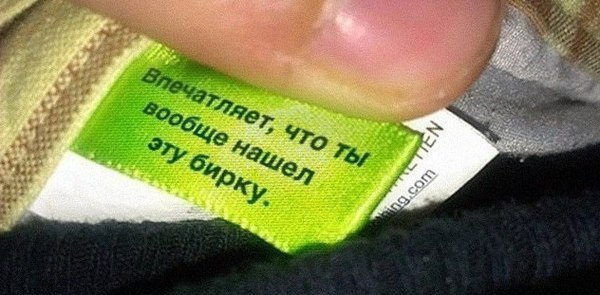 Впечатляет, что ты
вообще нашел
эту бирку.